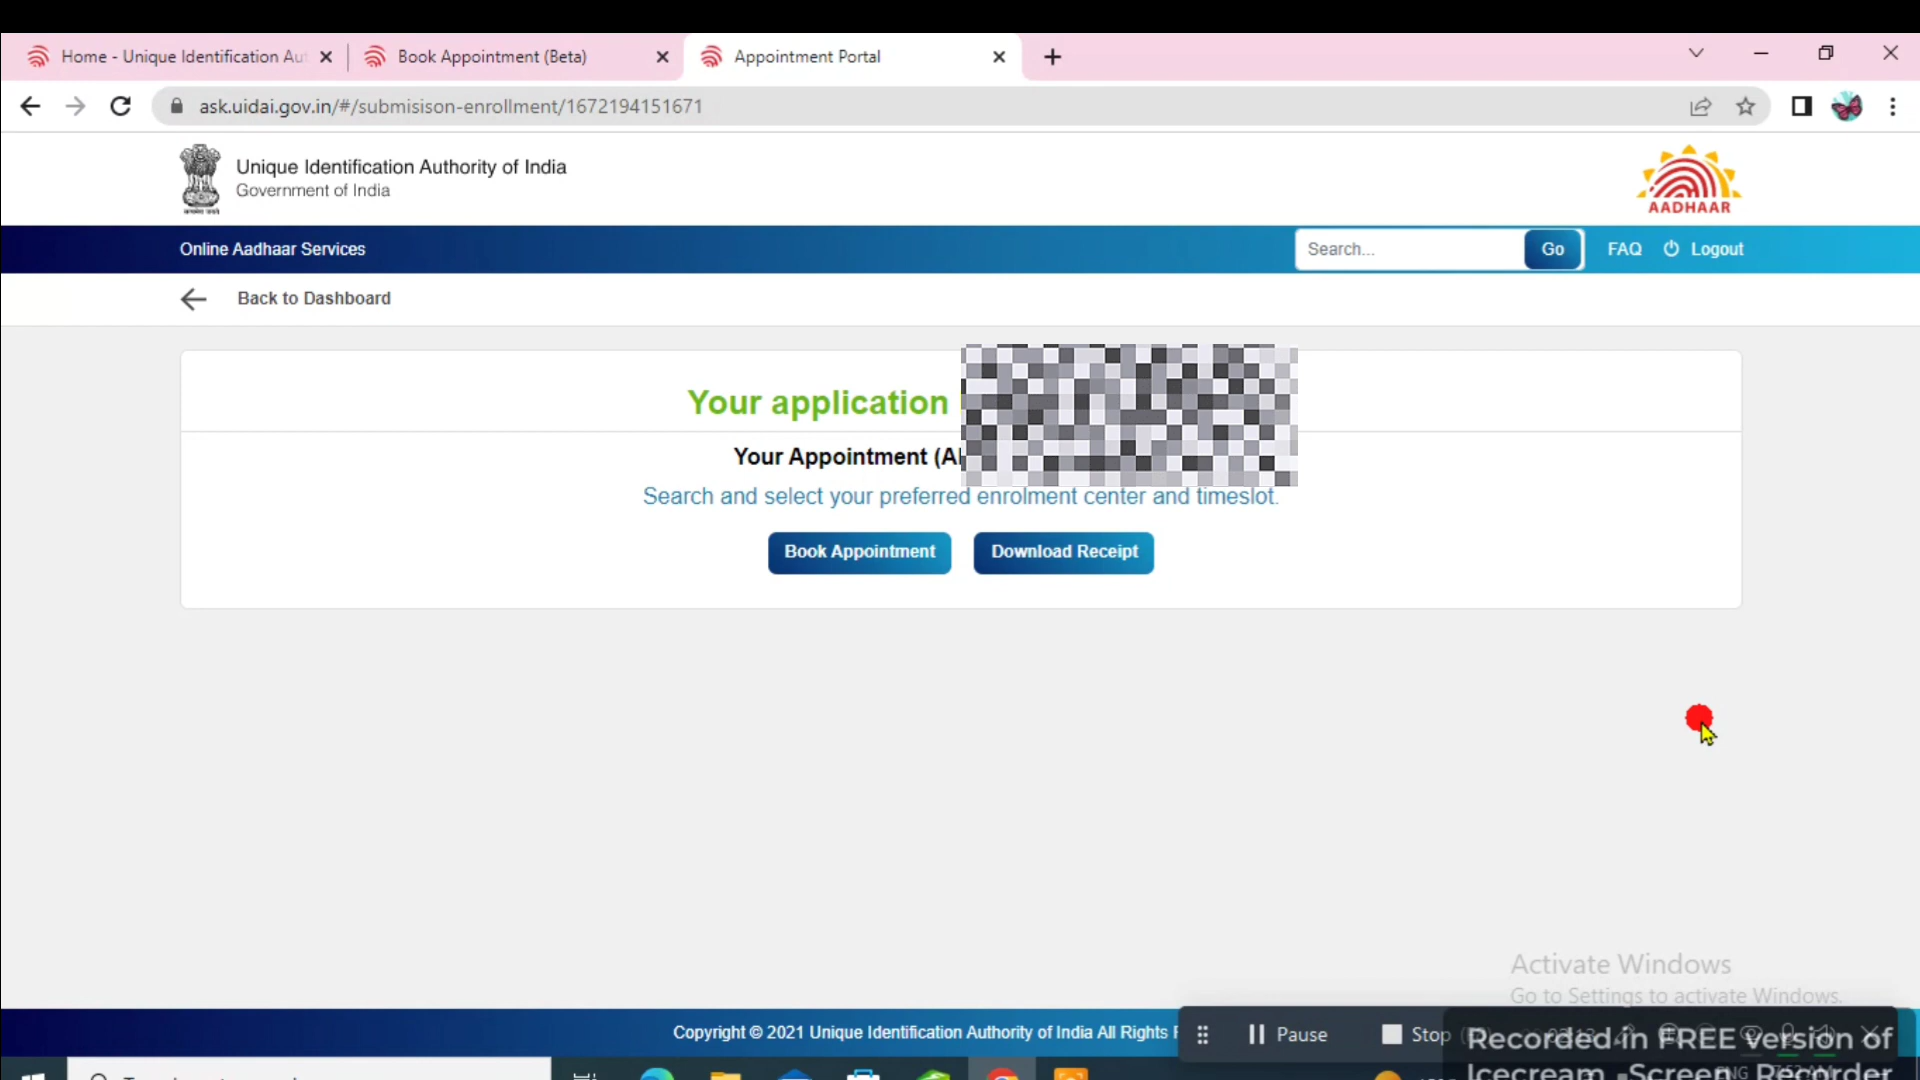 Home - Unique Identification Au
Book Appointment (Beta)
Appointment Portal
ask.uidai.gov.in/#/submisison-enrollment/1672194151671
Unique Identification Authority of India
Government of India
AADHAAR
Online Aadhaar Services
Search...
Go
FAQ
Logout
Back to Dashboard
Your application
Your Appointment (A
Search and select your preferred enrolment center and timeslot.
Book Appointment
Download Receipt
Activate Windows
Go to Settings to activate Windows.
Copyright © 2021 Unique Identification Authority of India All Rights
Pause
Stop
Recorded in FREE version of
Icecream Screen Recorder